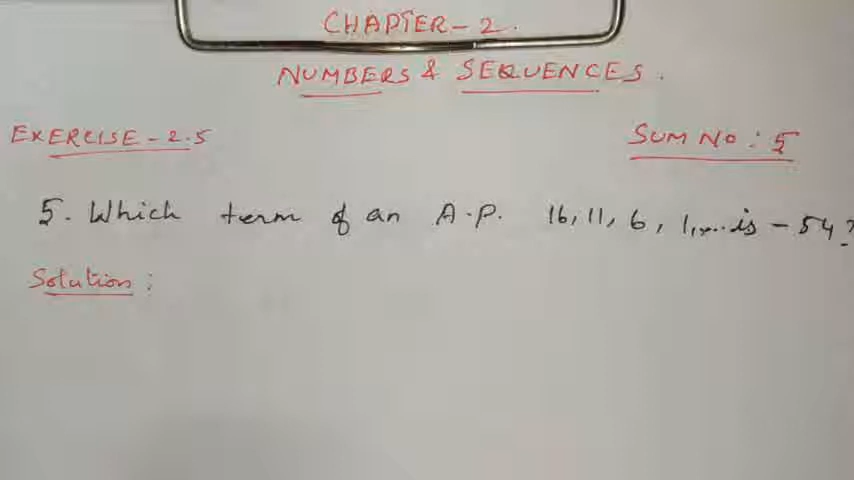 CHAPTER-2.
NUMBERS & SEQUENCES.
EXERCISE-2.5
SUM NO: 5
5. Which term of an A.P. 16, 11, 6, 1,... is -54?
Solution: